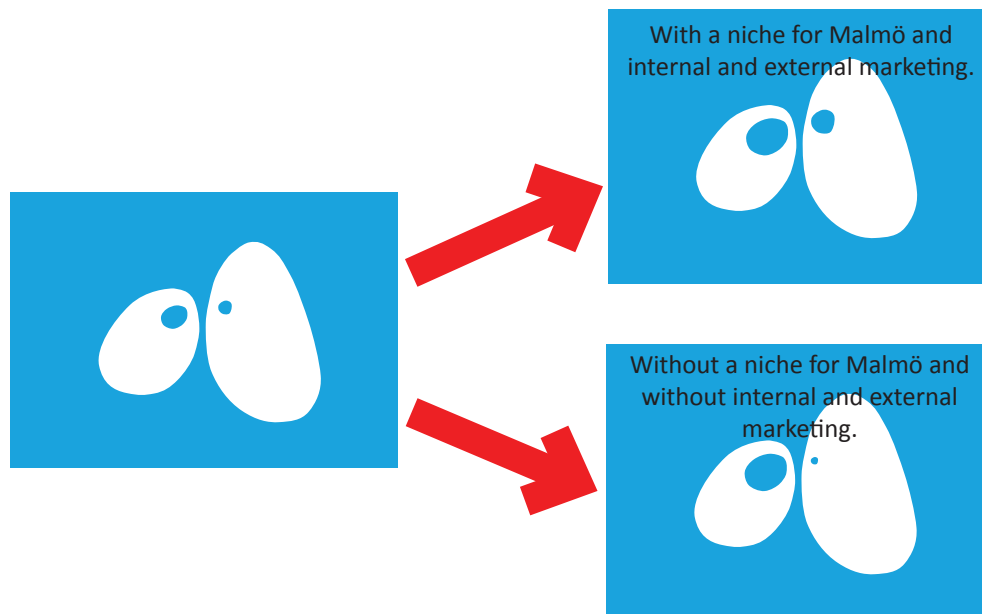 With a niche for Malmö and
internal and external marketing.
Without a niche for Malmö and
without internal and external
marketing.